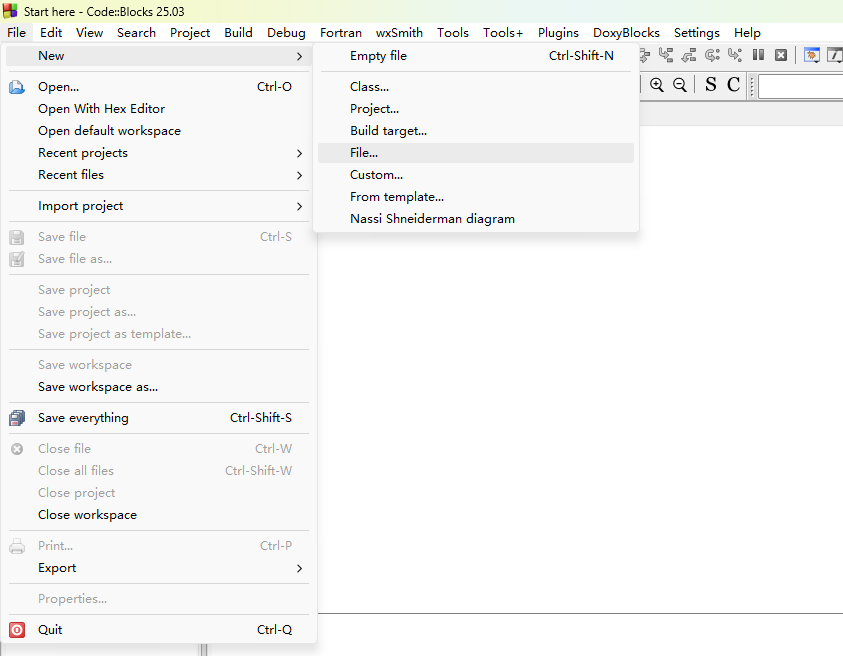 Start here - Code::Blocks 25.03
File Edit View Search Project Build Debug Fortran wxSmith Tools Tools+ Plugins DoxyBlocks Settings Help
New
Open... Ctrl-O
Open With Hex Editor
Open default workspace
Recent projects
Recent files
Import project
Save file Ctrl-S
Save file as...
Save project
Save project as...
Save project as template...
Save workspace
Save workspace as...
Save everything Ctrl-Shift-S
Close file Ctrl-W
Close all files Ctrl-Shift-W
Close project
Close workspace
Print... Ctrl-P
Export
Properties...
Quit Ctrl-Q
Empty file Ctrl-Shift-N
Class...
Project...
Build target...
File...
Custom...
From template...
Nassi Shneiderman diagram
S C